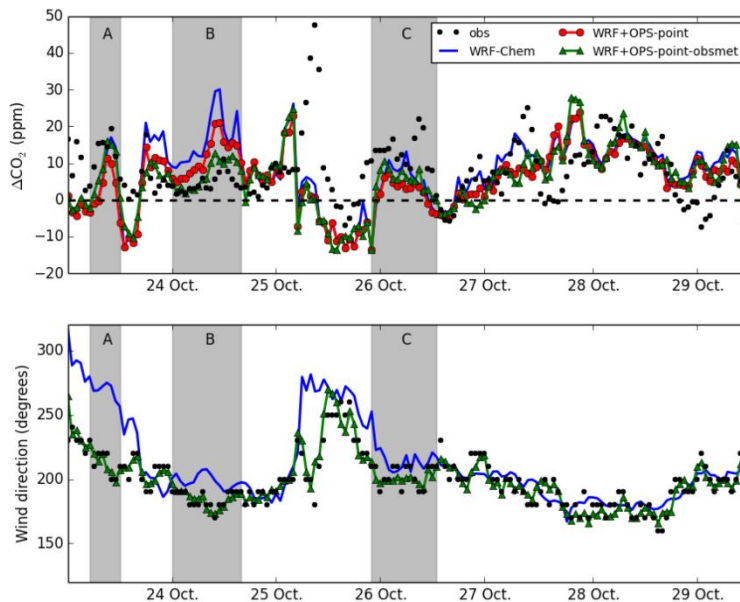 50
40
30
20
10
0
−10
−20
ΔCO₂ (ppm)
A
B
C
obs
WRF-Chem
WRF+OPS-point
WRF+OPS-point-obsmet
24 Oct.
25 Oct.
26 Oct.
27 Oct.
28 Oct.
29 Oct.
300
250
200
150
Wind direction (degrees)
A
B
C
24 Oct.
25 Oct.
26 Oct.
27 Oct.
28 Oct.
29 Oct.